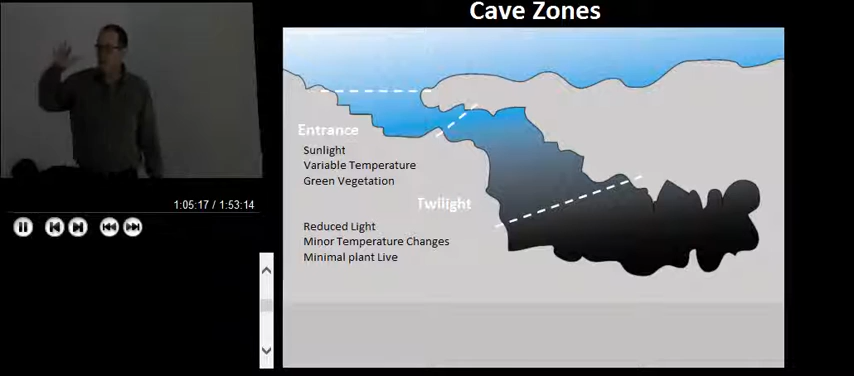 Cave Zones
Entrance
Sunlight
Variable Temperature
Green Vegetation
Twilight
Reduced Light
Minor Temperature Changes
Minimal plant Live
1:05:17 / 1:53:14